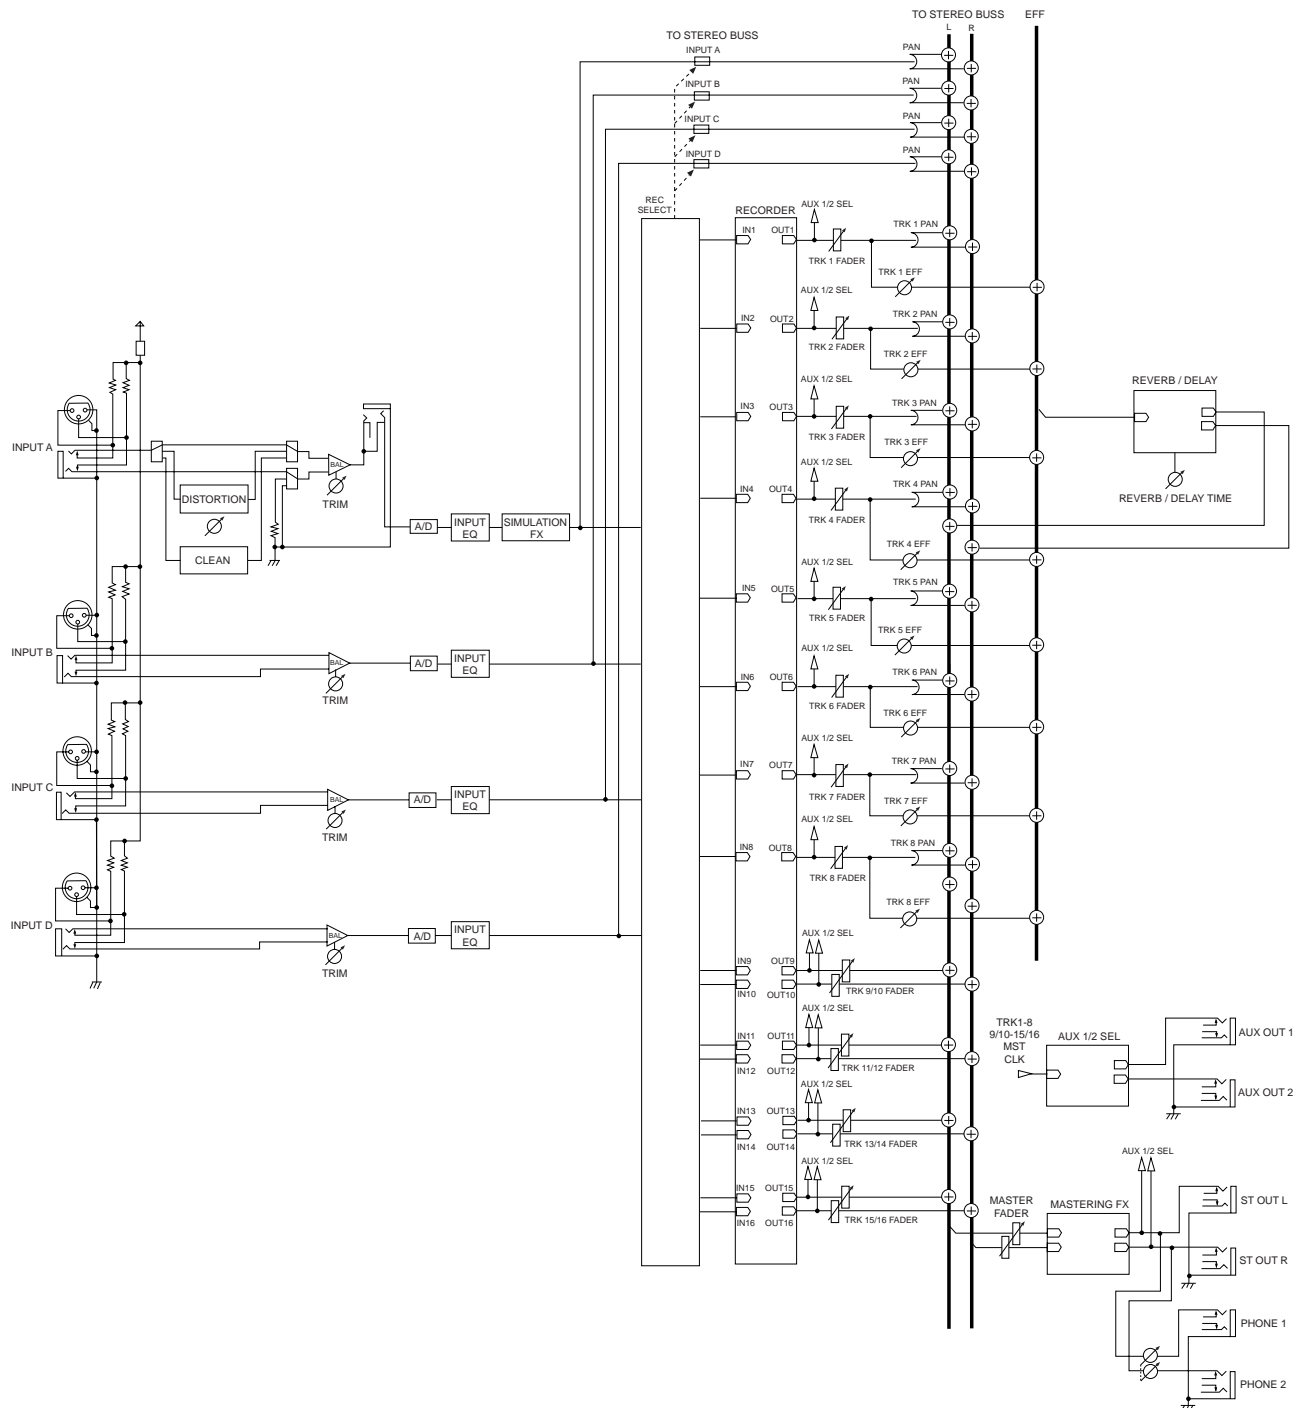 TO STEREO BUSS EFF
L R
TO STEREO BUSS
INPUT A
PAN
INPUT B
PAN
INPUT C
PAN
INPUT D
PAN
REC
SELECT
RECORDER
AUX 1/2 SEL
IN1 OUT1
TRK 1 PAN
TRK 1 FADER
TRK 1 EFF
AUX 1/2 SEL
IN2 OUT2
TRK 2 PAN
TRK 2 FADER
TRK 2 EFF
AUX 1/2 SEL
IN3 OUT3
TRK 3 PAN
TRK 3 FADER
TRK 3 EFF
AUX 1/2 SEL
IN4 OUT4
TRK 4 PAN
TRK 4 FADER
TRK 4 EFF
AUX 1/2 SEL
IN5 OUT5
TRK 5 PAN
TRK 5 FADER
TRK 5 EFF
AUX 1/2 SEL
IN6 OUT6
TRK 6 PAN
TRK 6 FADER
TRK 6 EFF
AUX 1/2 SEL
IN7 OUT7
TRK 7 PAN
TRK 7 FADER
TRK 7 EFF
AUX 1/2 SEL
IN8 OUT8
TRK 8 PAN
TRK 8 FADER
TRK 8 EFF
AUX 1/2 SEL
IN9 OUT9
IN10 OUT10
TRK 9/10 FADER
AUX 1/2 SEL
IN11 OUT11
IN12 OUT12
TRK 11/12 FADER
AUX 1/2 SEL
IN13 OUT13
IN14 OUT14
TRK 13/14 FADER
AUX 1/2 SEL
IN15 OUT15
IN16 OUT16
TRK 15/16 FADER
INPUT A
DISTORTION
CLEAN
BAL
TRIM
A/D
INPUT
EQ
SIMULATION
FX
INPUT B
BAL
TRIM
A/D
INPUT
EQ
INPUT C
BAL
TRIM
A/D
INPUT
EQ
INPUT D
BAL
TRIM
A/D
INPUT
EQ
REVERB / DELAY
REVERB / DELAY TIME
TRK1-8
9/10-15/16
MST
CLK
AUX 1/2 SEL
AUX OUT 1
AUX OUT 2
AUX 1/2 SEL
MASTER
FADER
MASTERING FX
ST OUT L
ST OUT R
PHONE 1
PHONE 2